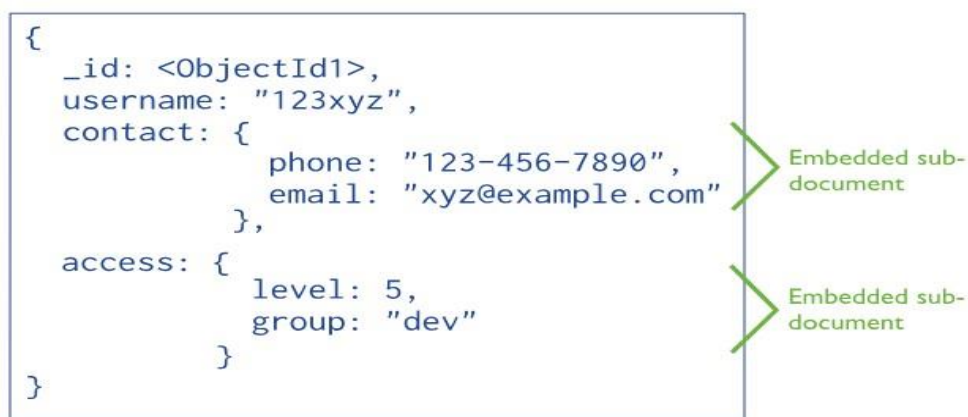 {
_id: <ObjectId1>,
username: "123xyz",
contact: {
phone: "123-456-7890",
email: "xyz@example.com"
},
access: {
level: 5,
group: "dev"
}
}
Embedded sub-
document
Embedded sub-
document